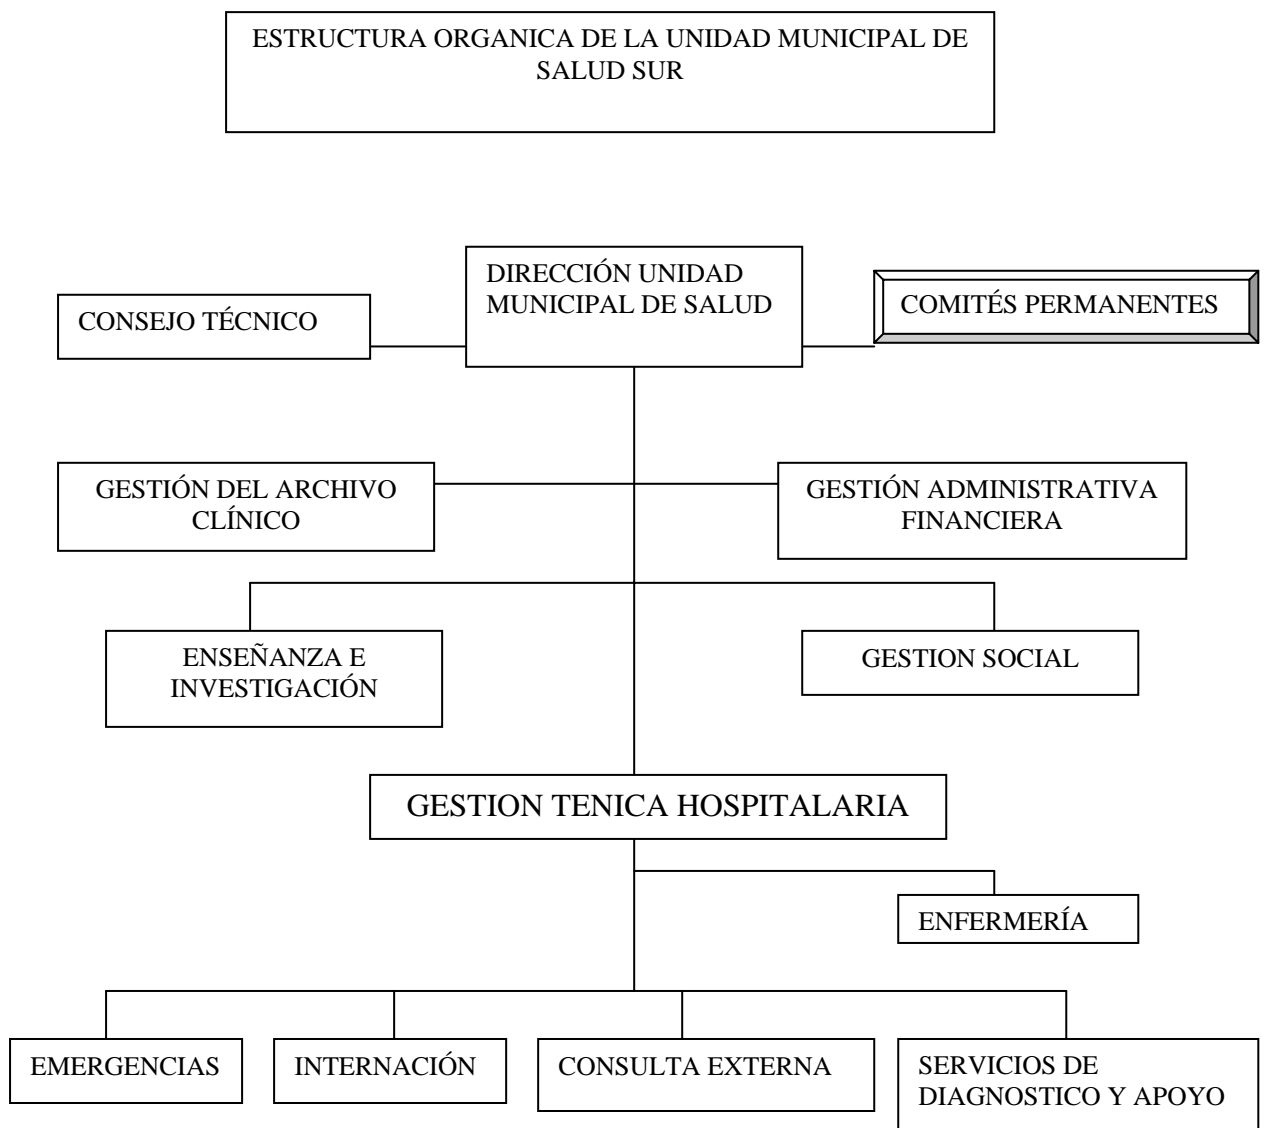 ESTRUCTURA ORGANICA DE LA UNIDAD MUNICIPAL DE
SALUD SUR
CONSEJO TÉCNICO
DIRECCIÓN UNIDAD
MUNICIPAL DE SALUD
COMITÉS PERMANENTES
GESTIÓN DEL ARCHIVO
CLÍNICO
GESTIÓN ADMINISTRATIVA
FINANCIERA
ENSEÑANZA E
INVESTIGACIÓN
GESTION SOCIAL
GESTION TENICA HOSPITALARIA
ENFERMERÍA
EMERGENCIAS
INTERNACIÓN
CONSULTA EXTERNA
SERVICIOS DE
DIAGNOSTICO Y APOYO